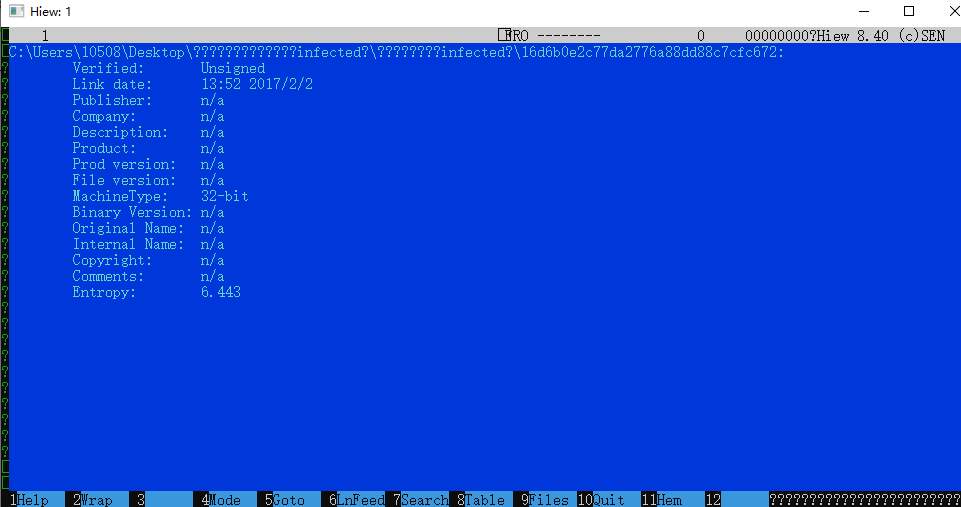 Hiew: 1
1 FRO -------- 0 00000000?Hiew 8.40 (c)SEN
C:\Users\10508\Desktop\?????????????infected?\????????infected?\16d6b0e2c77da2776a88dd88c7cfc672:
? Verified: Unsigned
? Link date: 13:52 2017/2/2
? Publisher: n/a
? Company: n/a
? Description: n/a
? Product: n/a
? Prod version: n/a
? File version: n/a
? MachineType: 32-bit
? Binary Version: n/a
? Original Name: n/a
? Internal Name: n/a
? Copyright: n/a
? Comments: n/a
? Entropy: 6.443
?
?
?
?
?
?
?
?
?
?
1Help 2Wrap 3 4Mode 5Goto 6LnFeed 7Search 8Table 9Files 10Quit 11Hem 12 ????????????????????????